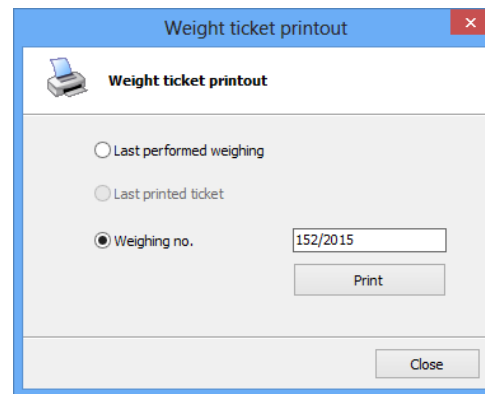 Weight ticket printout
Weight ticket printout
Last performed weighing
Last printed ticket
Weighing no. 152/2015
Print
Close